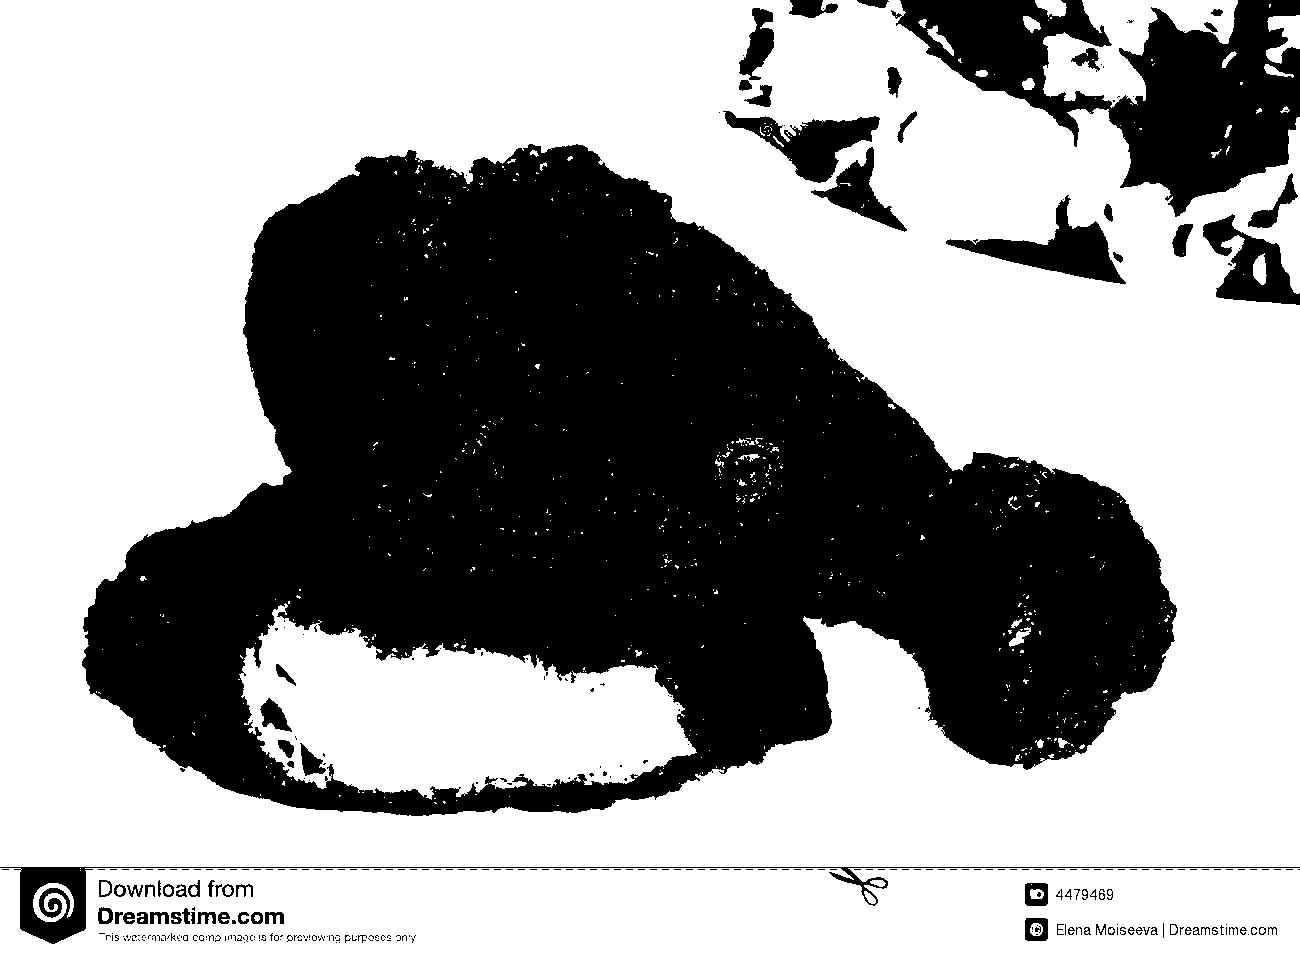 Download from
Dreamstime.com
This watermarked comp image is for previewing purposes only
4479469
Elena Moiseeva | Dreamstime.com